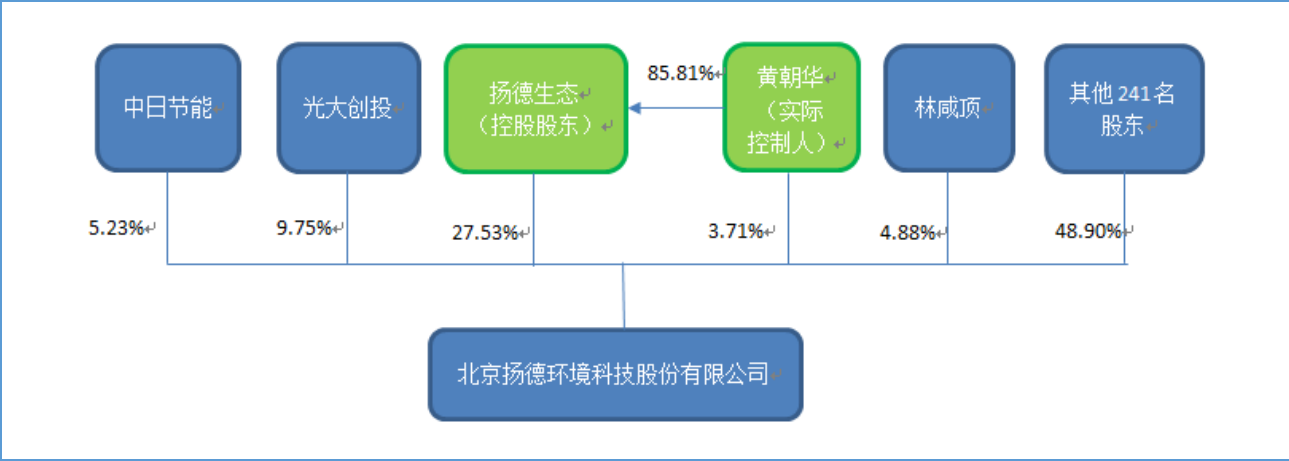 中日节能
光大创投
扬德生态
（控股股东）
85.81%
黄朝华
（实际
控制人）
林咸顶
其他 241 名
股东
5.23%
9.75%
27.53%
3.71%
4.88%
48.90%
北京扬德环境科技股份有限公司